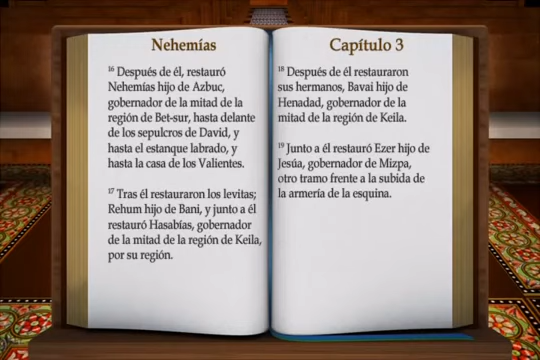 Nehemías
16 Después de él, restauró
Nehemías hijo de Azbuc,
gobernador de la mitad de la
región de Bet-sur, hasta delante
de los sepulcros de David, y
hasta el estanque labrado, y
hasta la casa de los Valientes.
17 Tras él restauraron los levitas;
Rehum hijo de Bani, y junto a él
restauró Hasabías, gobernador
de la mitad de la región de Keila,
por su región.
Capítulo 3
18 Después de él restauraron
sus hermanos, Bavai hijo de
Henadad, gobernador de la
mitad de la región de Keila.
19 Junto a él restauró Ezer hijo de
Jesúa, gobernador de Mizpa,
otro tramo frente a la subida de
la armería de la esquina.